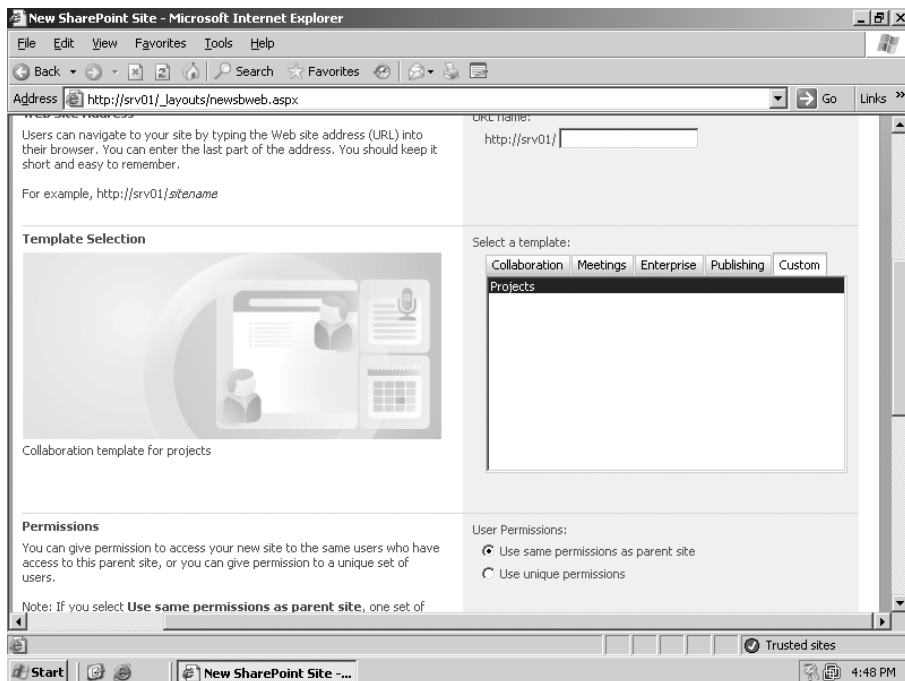 New SharePoint Site - Microsoft Internet Explorer
File Edit View Favorites Tools Help
Back Search Favorites
Address http://srv01/_layouts/newsbweb.aspx Go Links »
Web Site Address
Users can navigate to your site by typing the Web site address (URL) into
their browser. You can enter the last part of the address. You should keep it
short and easy to remember.
For example, http://srv01/sitename
URL name:
http://srv01/
Template Selection
Collaboration template for projects
Select a template:
Collaboration Meetings Enterprise Publishing Custom
Projects
Permissions
You can give permission to access your new site to the same users who have
access to this parent site, or you can give permission to a unique set of
users.
Note: If you select Use same permissions as parent site, one set of
User Permissions:
Use same permissions as parent site
Use unique permissions
Trusted sites
Start New SharePoint Site -... 4:48 PM